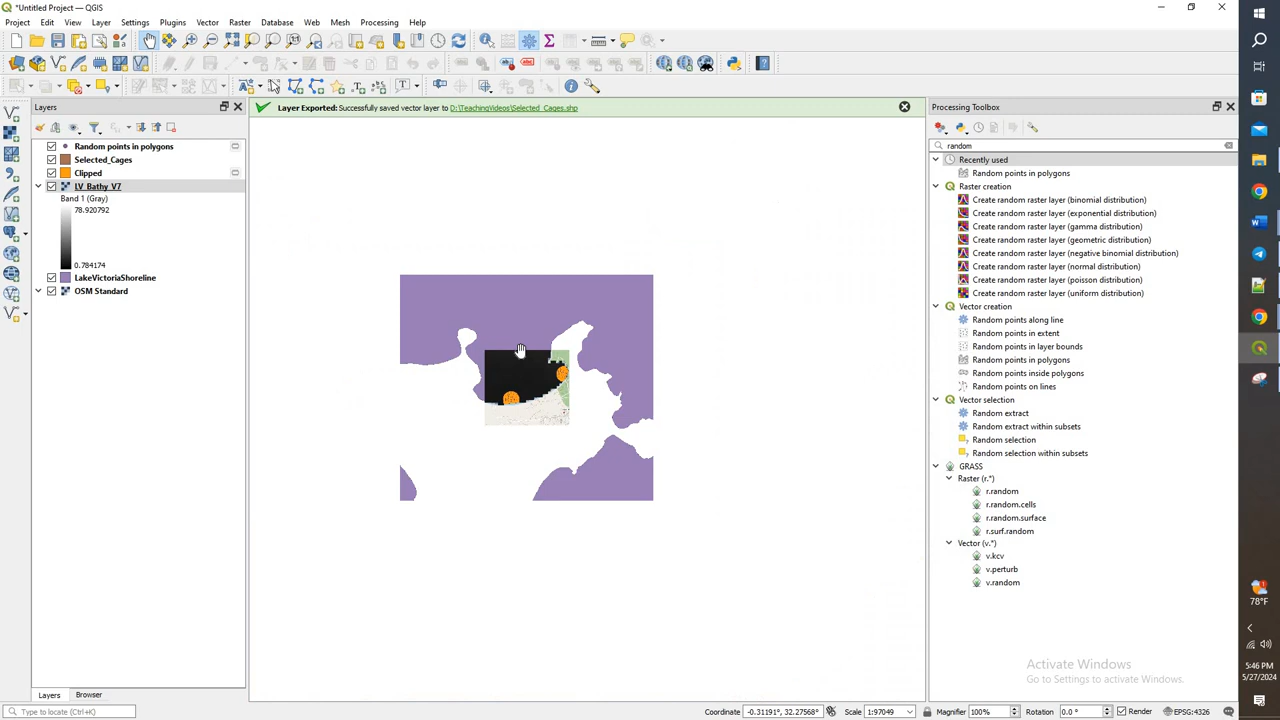 *Untitled Project — QGIS
Project Edit View Layer Settings Plugins Vector Raster Database Web Mesh Processing Help
Layer Exported: Successfully saved vector layer to D:\TeachingVideos\Selected_Cages.shp
Layers
Random points in polygons
Selected_Cages
Clipped
LV_Bathy_V7
Band 1 (Gray)
78.920792
0.784174
LakeVictoriaShoreline
OSM Standard
Layers Browser
Processing Toolbox
random
Recently used
Random points in polygons
Raster creation
Create random raster layer (binomial distribution)
Create random raster layer (exponential distribution)
Create random raster layer (gamma distribution)
Create random raster layer (geometric distribution)
Create random raster layer (negative binomial distribution)
Create random raster layer (normal distribution)
Create random raster layer (poisson distribution)
Create random raster layer (uniform distribution)
Vector creation
Random points along line
Random points in extent
Random points in layer bounds
Random points in polygons
Random points inside polygons
Random points on lines
Vector selection
Random extract
Random extract within subsets
Random selection
Random selection within subsets
GRASS
Raster (r.*)
r.random
r.random.cells
r.random.surface
r.surf.random
Vector (v.*)
v.kcv
v.perturb
v.random
Activate Windows
Go to Settings to activate Windows.
78°F
5:46 PM
5/27/2024
Type to locate (Ctrl+K)
Coordinate -0.31191°, 32.27568° Scale 1:97049 Magnifier 100% Rotation 0.0 ° Render EPSG:4326